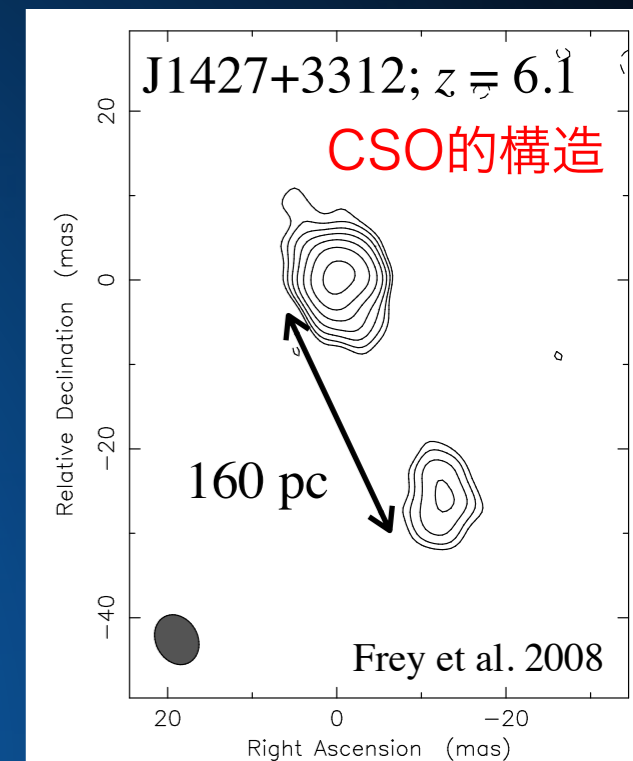 J1427+3312; z = 6.1
CSO的構造
20
0
−20
−40
Relative Declination (mas)
160 pc
Frey et al. 2008
20
0
−20
Right Ascension (mas)